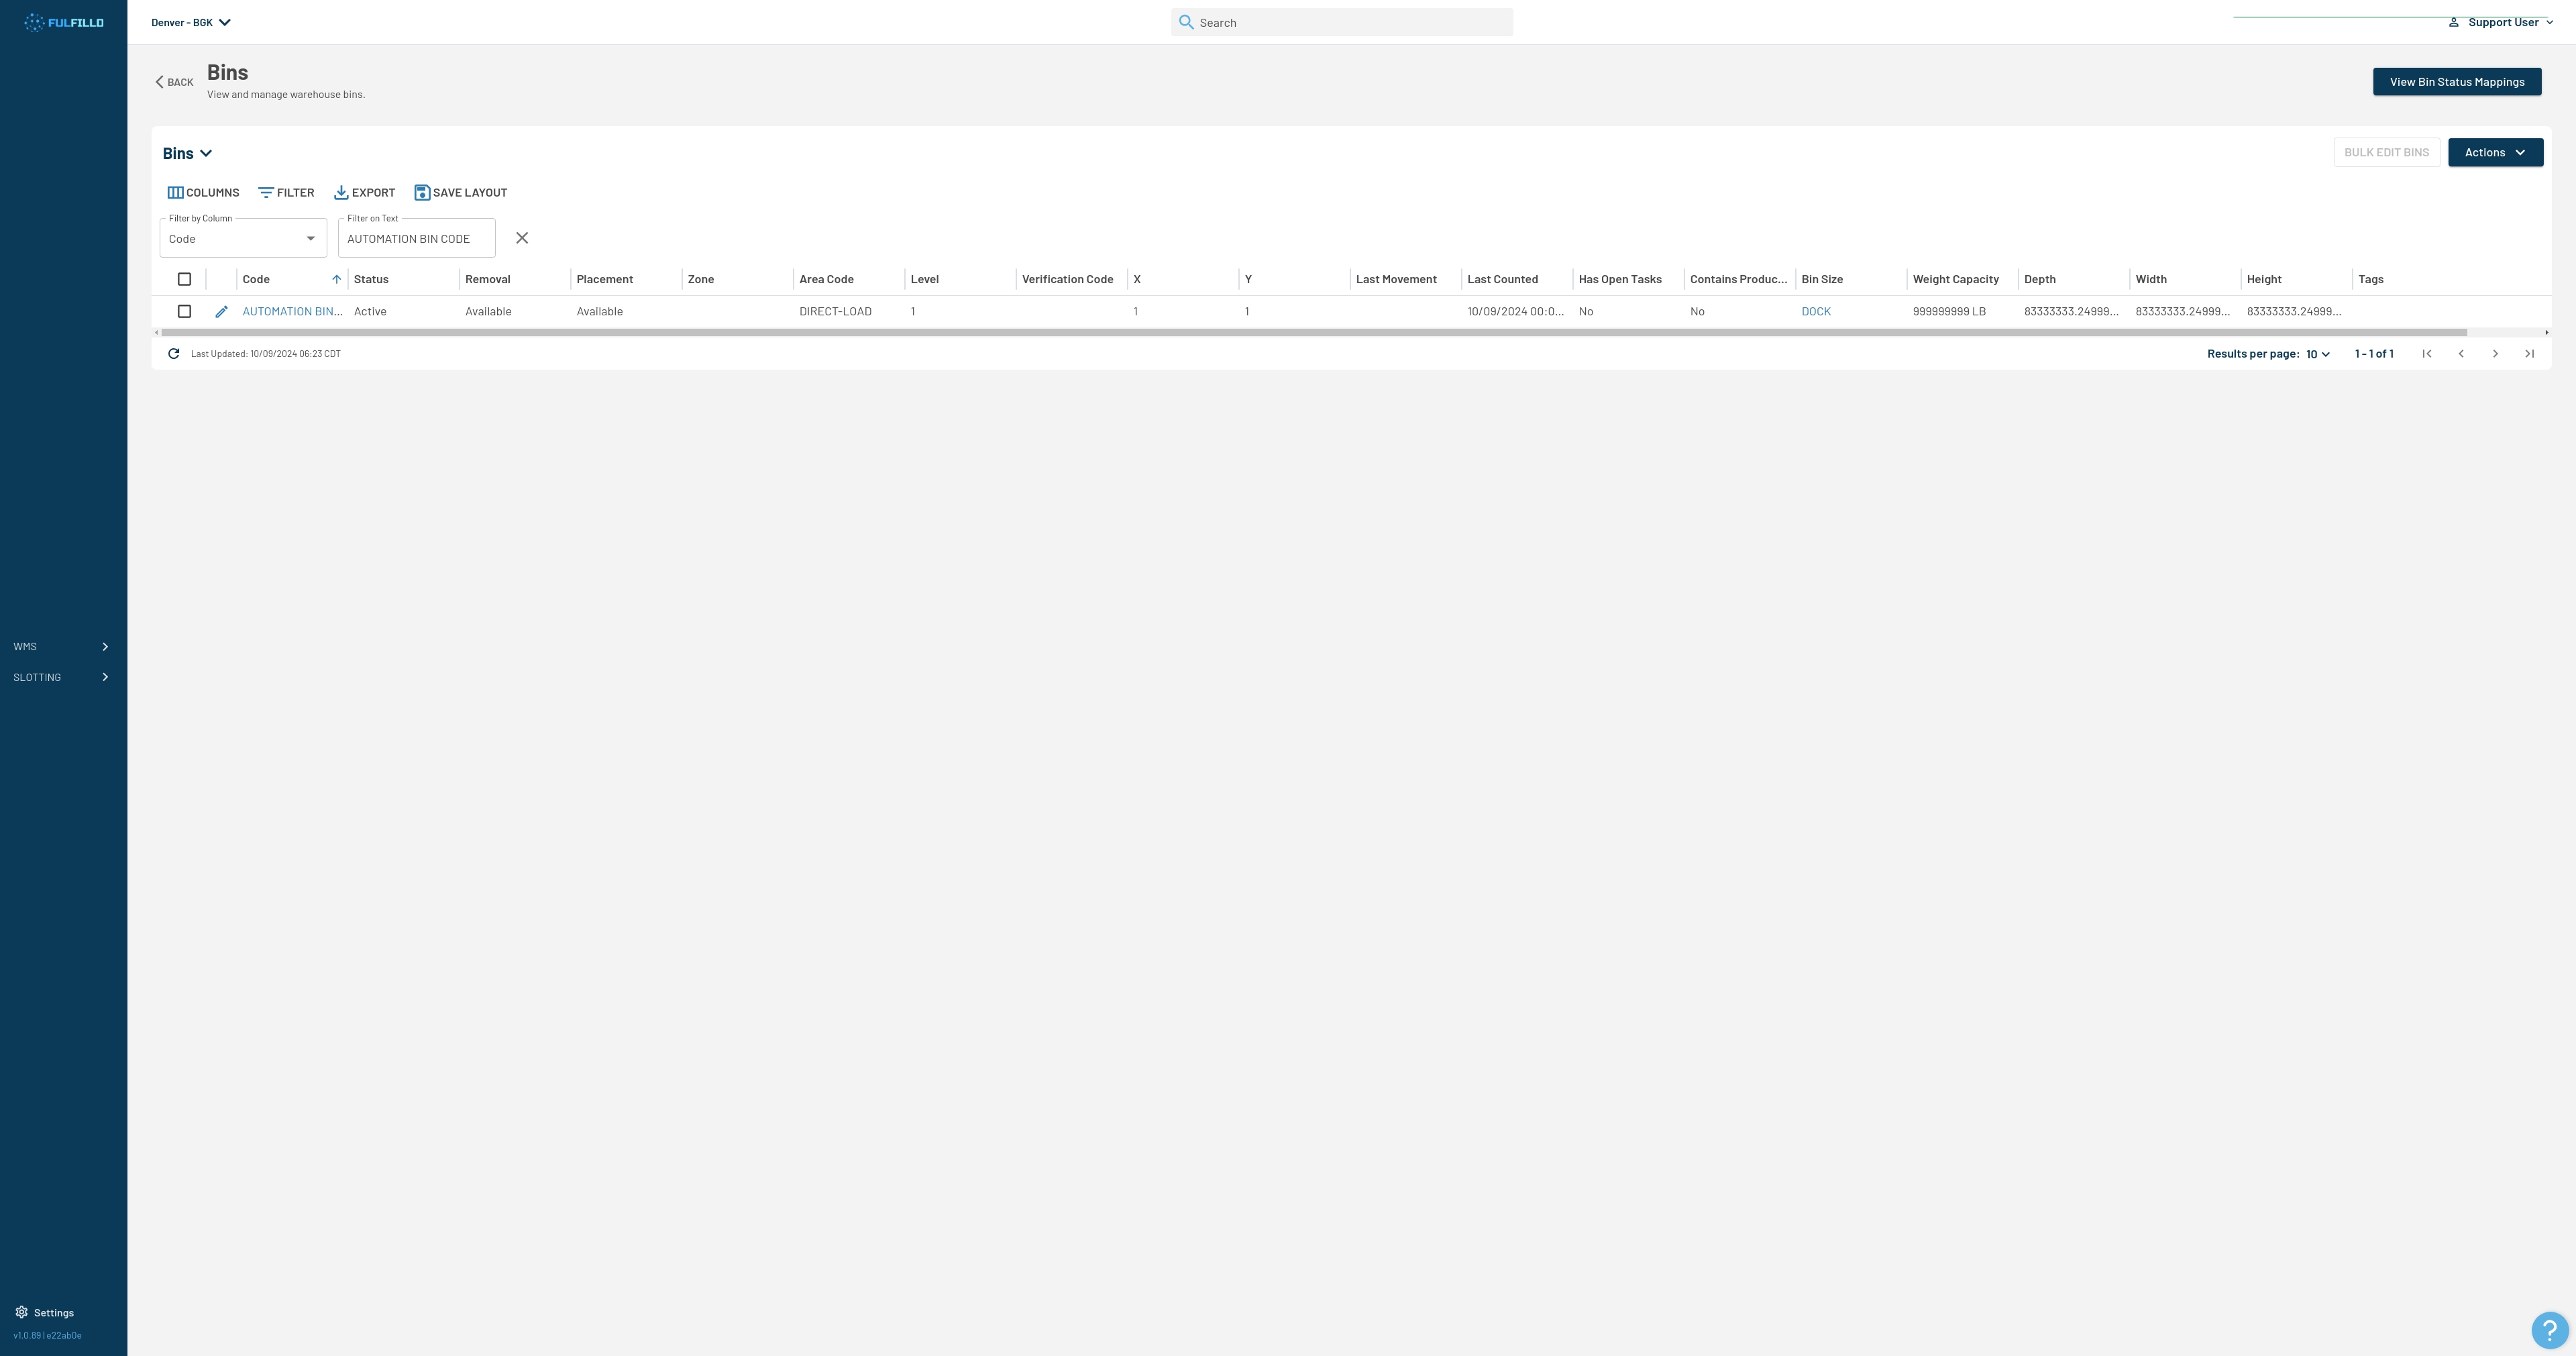 FULFILLD
Denver - BGK
Search
Support User
BACK
Bins
View and manage warehouse bins.
View Bin Status Mappings
Bins
BULK EDIT BINS
Actions
COLUMNS
FILTER
EXPORT
SAVE LAYOUT
Filter by Column
Code
Filter on Text
AUTOMATION BIN CODE
Code Status Removal Placement Zone Area Code Level Verification Code X Y Last Movement Last Counted Has Open Tasks Contains Produc... Bin Size Weight Capacity Depth Width Height Tags
AUTOMATION BIN... Active Available Available DIRECT-LOAD 1 1 1 10/09/2024 00:0... No No DOCK 999999999 LB 83333333.24999... 83333333.24999... 83333333.24999...
Last Updated: 10/09/2024 06:23 CDT
Results per page: 10
1 - 1 of 1
WMS
SLOTTING
Settings
v1.0.89 | e22ab0e
?